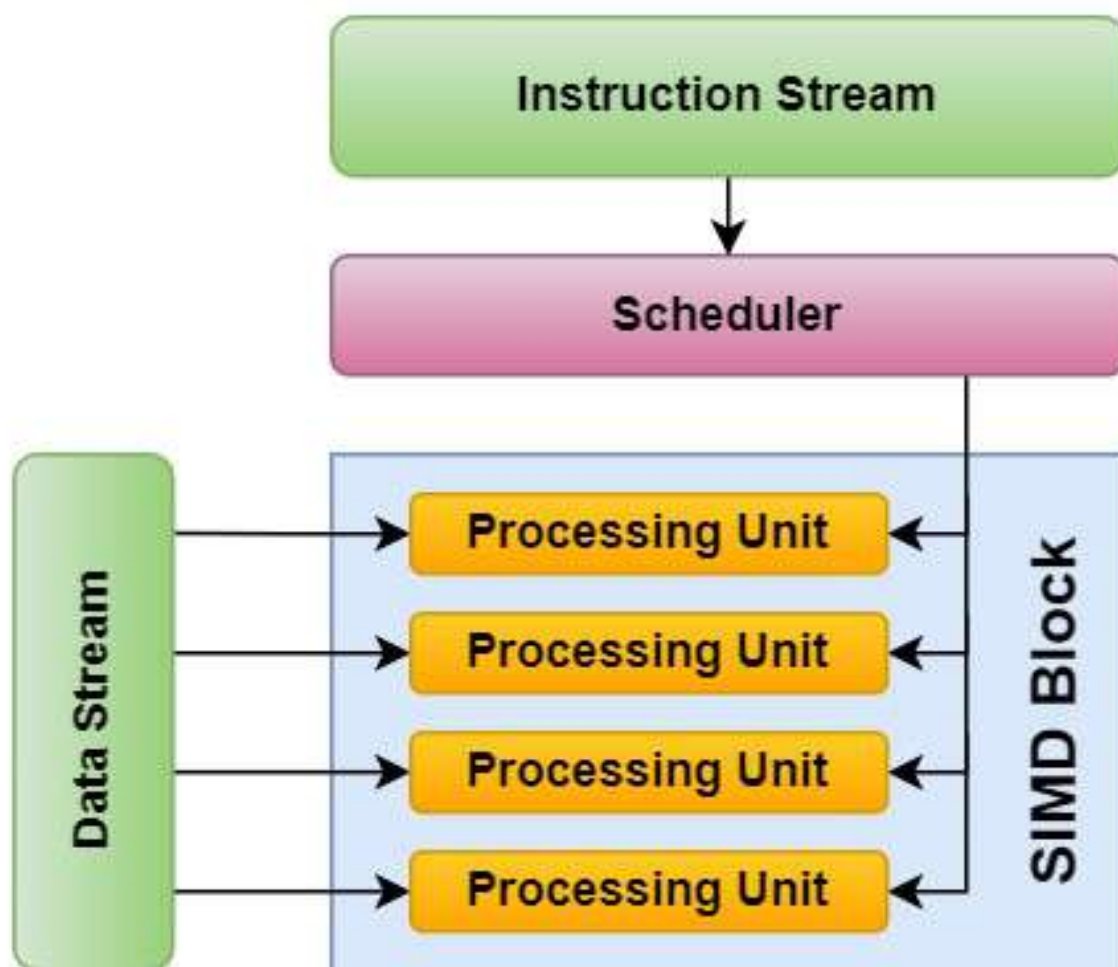 Instruction Stream
Scheduler
Data Stream
Processing Unit
Processing Unit
Processing Unit
Processing Unit
SIMD Block